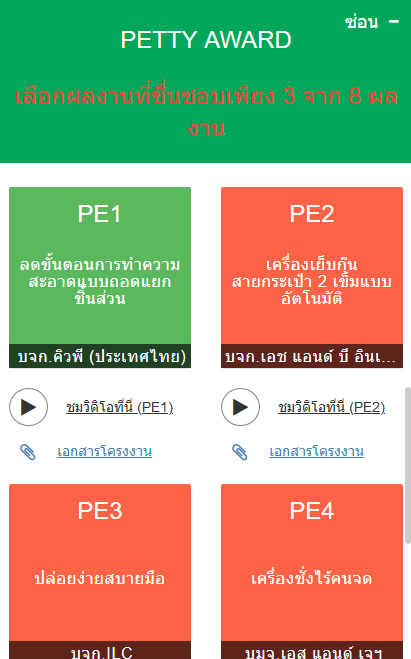 ซ่อน −
PETTY AWARD
เลือกผลงานที่ชื่นชอบเพียง 3 จาก 8 ผล
งาน
PE1
ลดขั้นตอนการทำความ
สะอาดแบบถอดแยก
ชิ้นส่วน
บจก.คิวพี (ประเทศไทย)
PE2
เครื่องเย็บก๊น
สายกระเป๋า 2 เข็มแบบ
อัตโนมัติ
บจก.เอช แอนด์ บี อินเ...
ชมวิดิโอที่นี่ (PE1)
ชมวิดิโอที่นี่ (PE2)
เอกสารโครงงาน
เอกสารโครงงาน
PE3
ปล่อยง่ายสบายมือ
บจก.ILC
PE4
เครื่องชั่งไร้คนจด
บมจ.เอส แอนด์ เจฯ